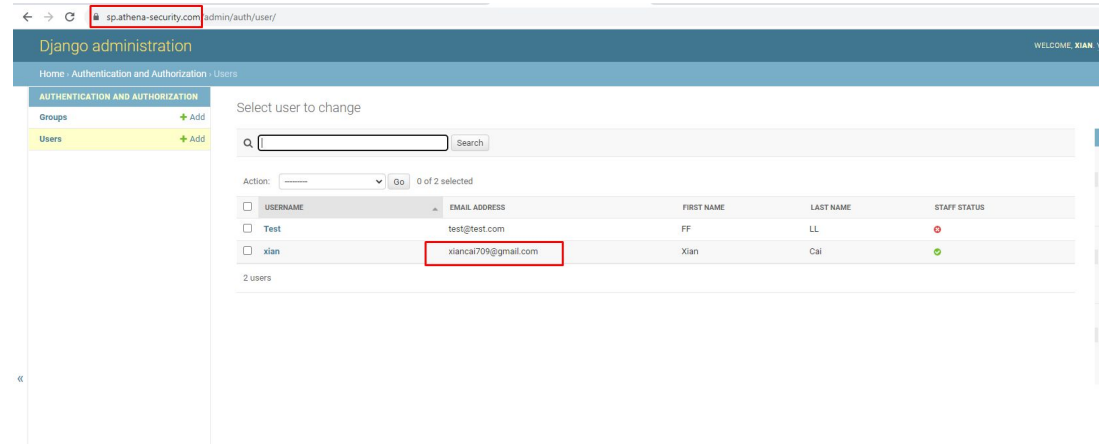 sp.athena-security.com/admin/auth/user/
Django administration
WELCOME, XIAN.
Home › Authentication and Authorization › Users
AUTHENTICATION AND AUTHORIZATION
Groups + Add
Users + Add
Select user to change
Search
Action: --------- Go 0 of 2 selected
USERNAME EMAIL ADDRESS FIRST NAME LAST NAME STAFF STATUS
Test test@test.com FF LL
xian xiancai709@gmail.com Xian Cai
2 users
«